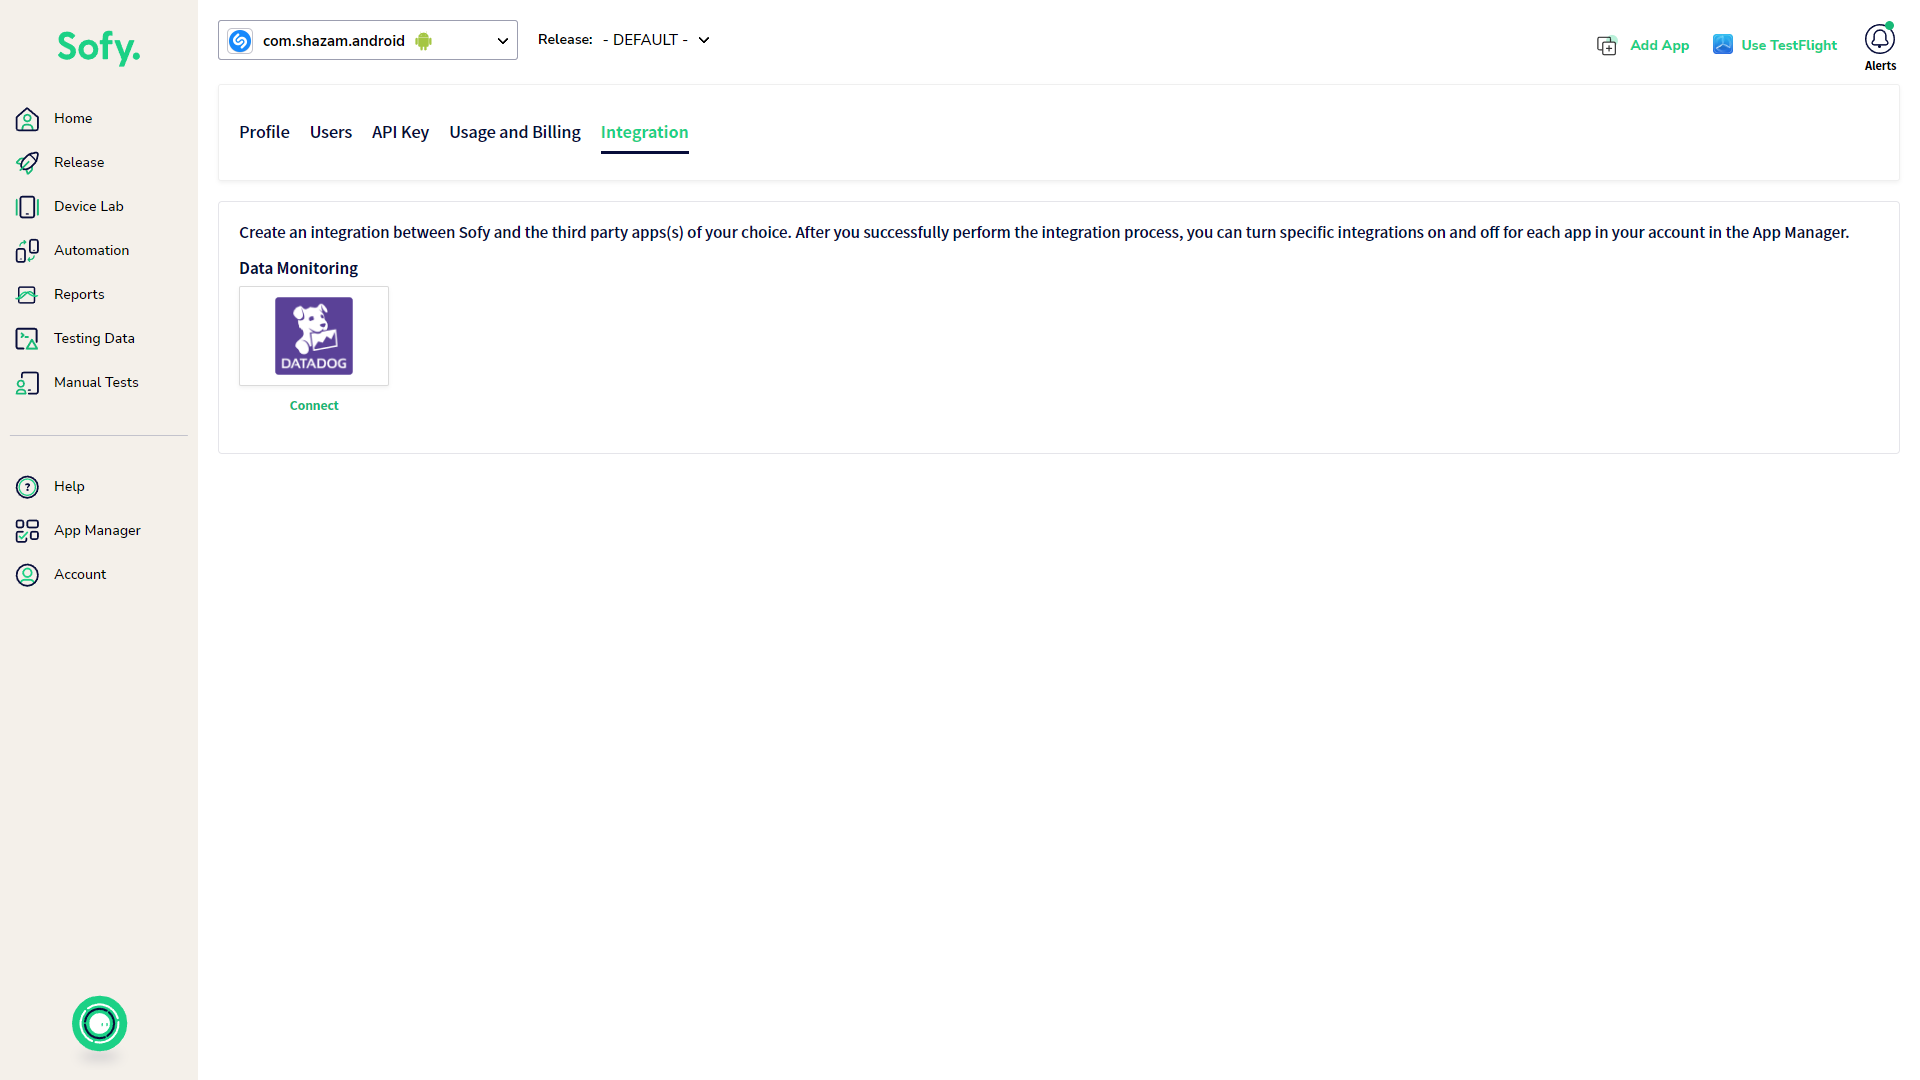 Sofy.
com.shazam.android
Release: - DEFAULT -
Add App
Use TestFlight
Alerts
Home
Release
Device Lab
Automation
Reports
Testing Data
Manual Tests
Help
App Manager
Account
Profile Users API Key Usage and Billing Integration
Create an integration between Sofy and the third party apps(s) of your choice. After you successfully perform the integration process, you can turn specific integrations on and off for each app in your account in the App Manager.
Data Monitoring
DATADOG
Connect